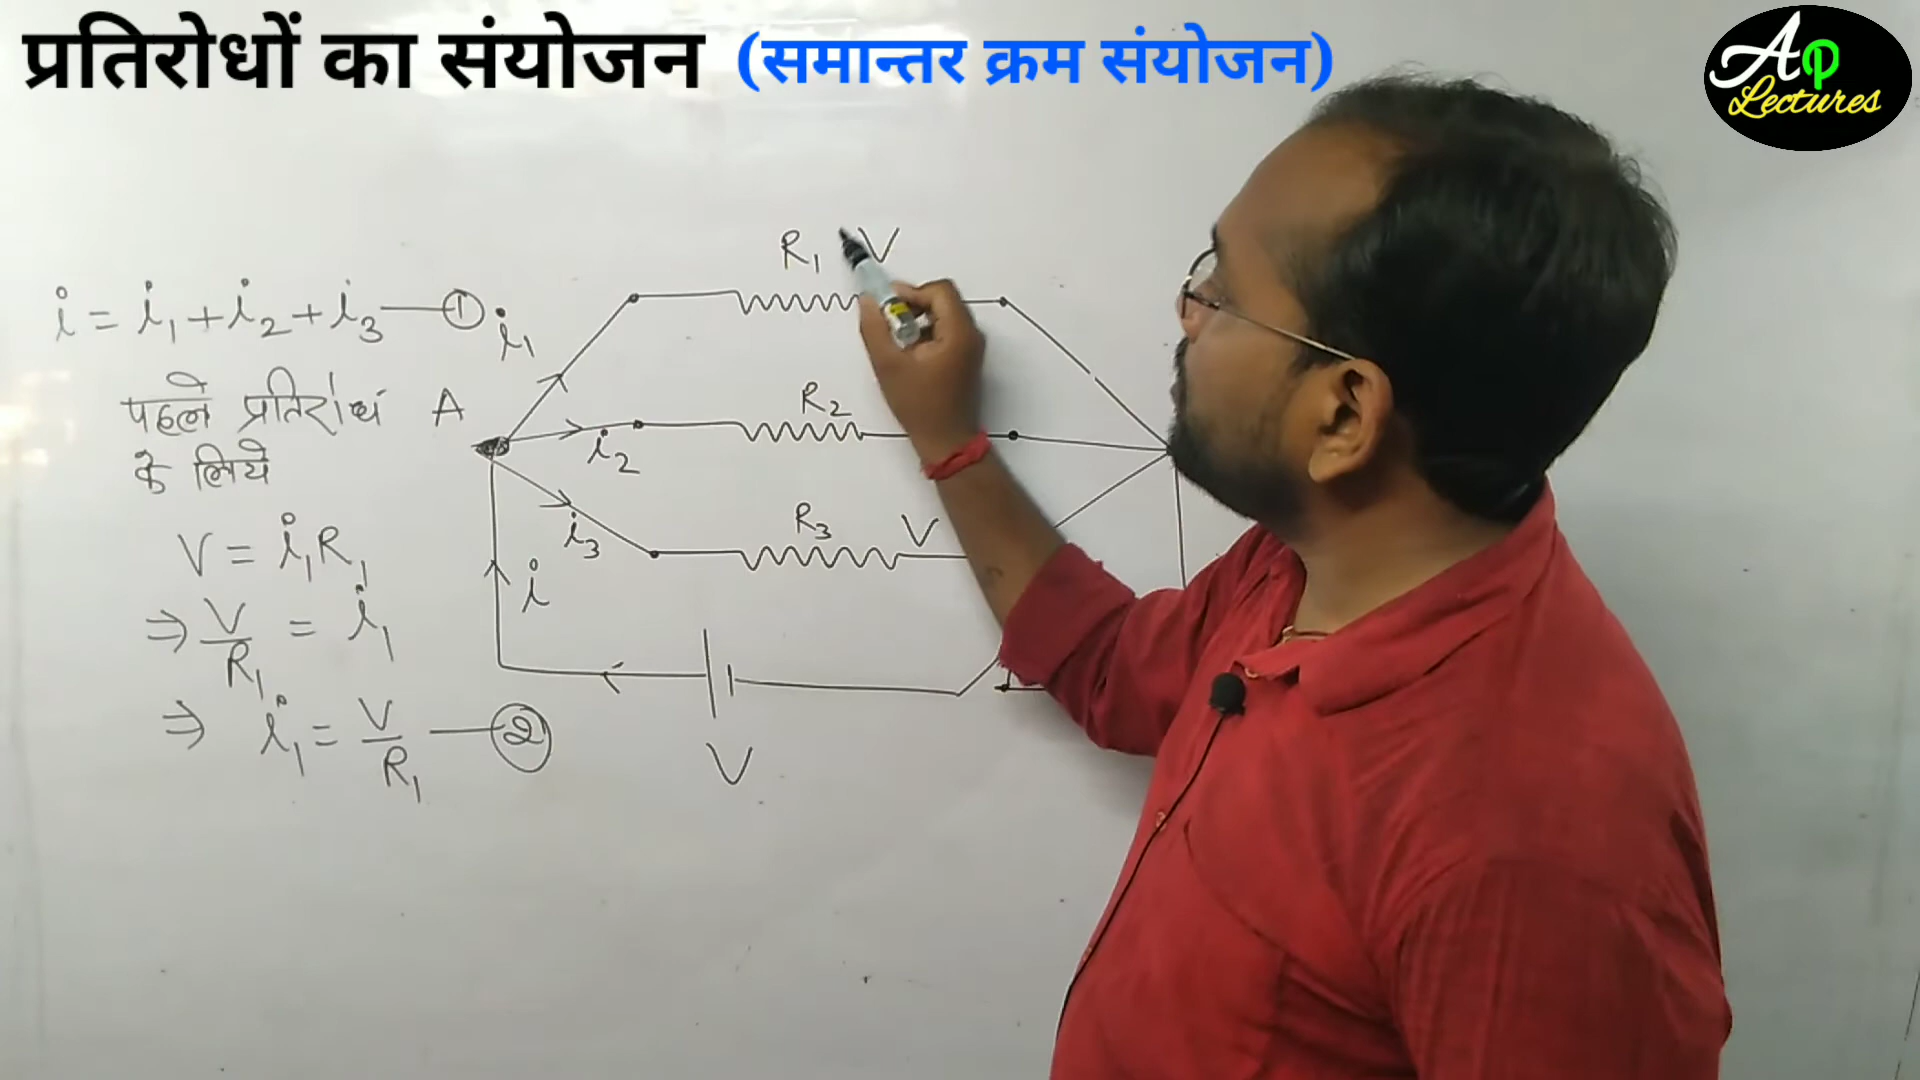 प्रतिरोधों का संयोजन (समान्तर क्रम संयोजन)
Ap
Lectures
R₁ V
i = i₁ + i₂ + i₃ — ①
i₁
पहले प्रतिरोध
के लिये
A
R₂
i₂
R₃ V
i₃
V = i₁R₁
i
⇒ V/R₁ = i₁
⇒ i₁ = V/R₁ — ②
V